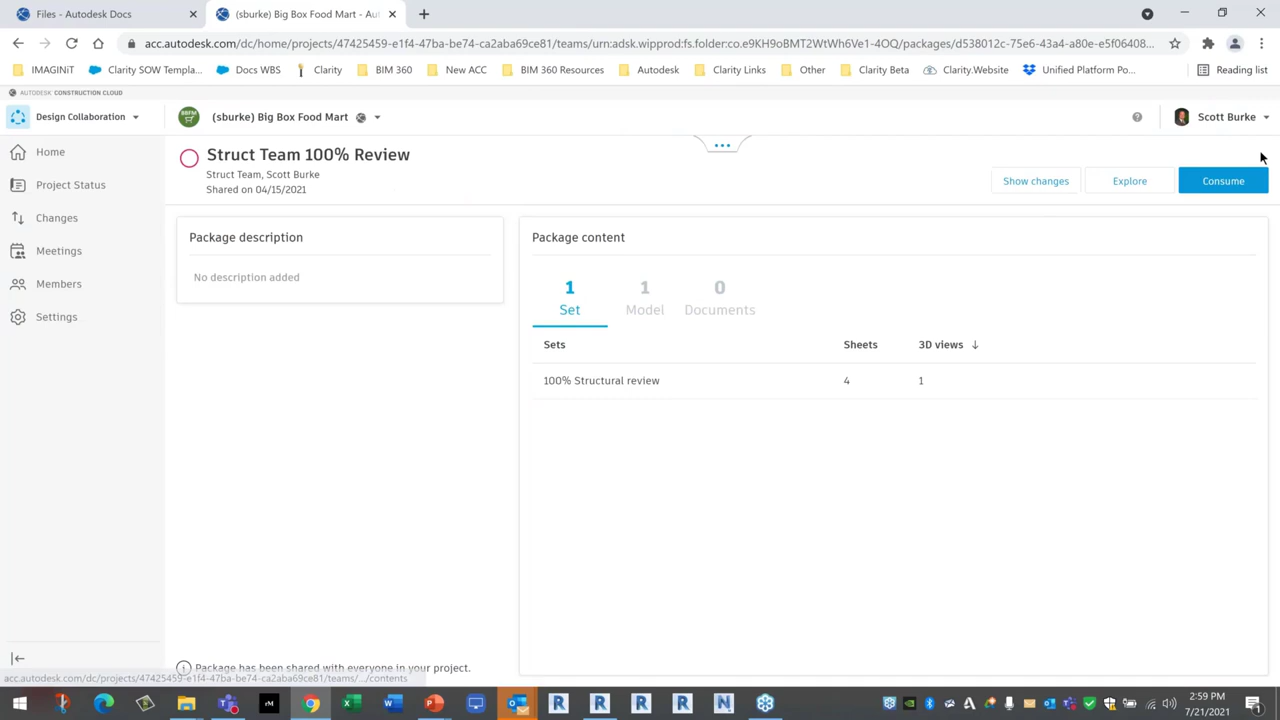 Files - Autodesk Docs
(sburke) Big Box Food Mart - Au
acc.autodesk.com/dc/home/projects/47425459-e1f4-47ba-be74-ca2aba69ce81/teams/urn:adsk.wipprod:fs.folder:co.e9KH9oBMT2WtWh6Ve1-4OQ/packages/d538012c-75e6-43a4-a80e-e5f06408...
IMAGINiT
Clarity SOW Templa...
Docs WBS
Clarity
BIM 360
New ACC
BIM 360 Resources
Autodesk
Clarity Links
Other
Clarity Beta
Clarity.Website
Unified Platform Po...
Reading list
AUTODESK CONSTRUCTION CLOUD
Design Collaboration
BBFM
(sburke) Big Box Food Mart
Scott Burke
Home
Project Status
Changes
Meetings
Members
Settings
Struct Team 100% Review
Struct Team, Scott Burke
Shared on 04/15/2021
Show changes
Explore
Consume
Package description
No description added
Package content
1 1 0
Set Model Documents
Sets Sheets 3D views
100% Structural review 4 1
Package has been shared with everyone in your project.
acc.autodesk.com/dc/projects/47425459-e1f4-47ba-be74-ca2aba69ce81/teams/.../contents
2:59 PM
7/21/2021